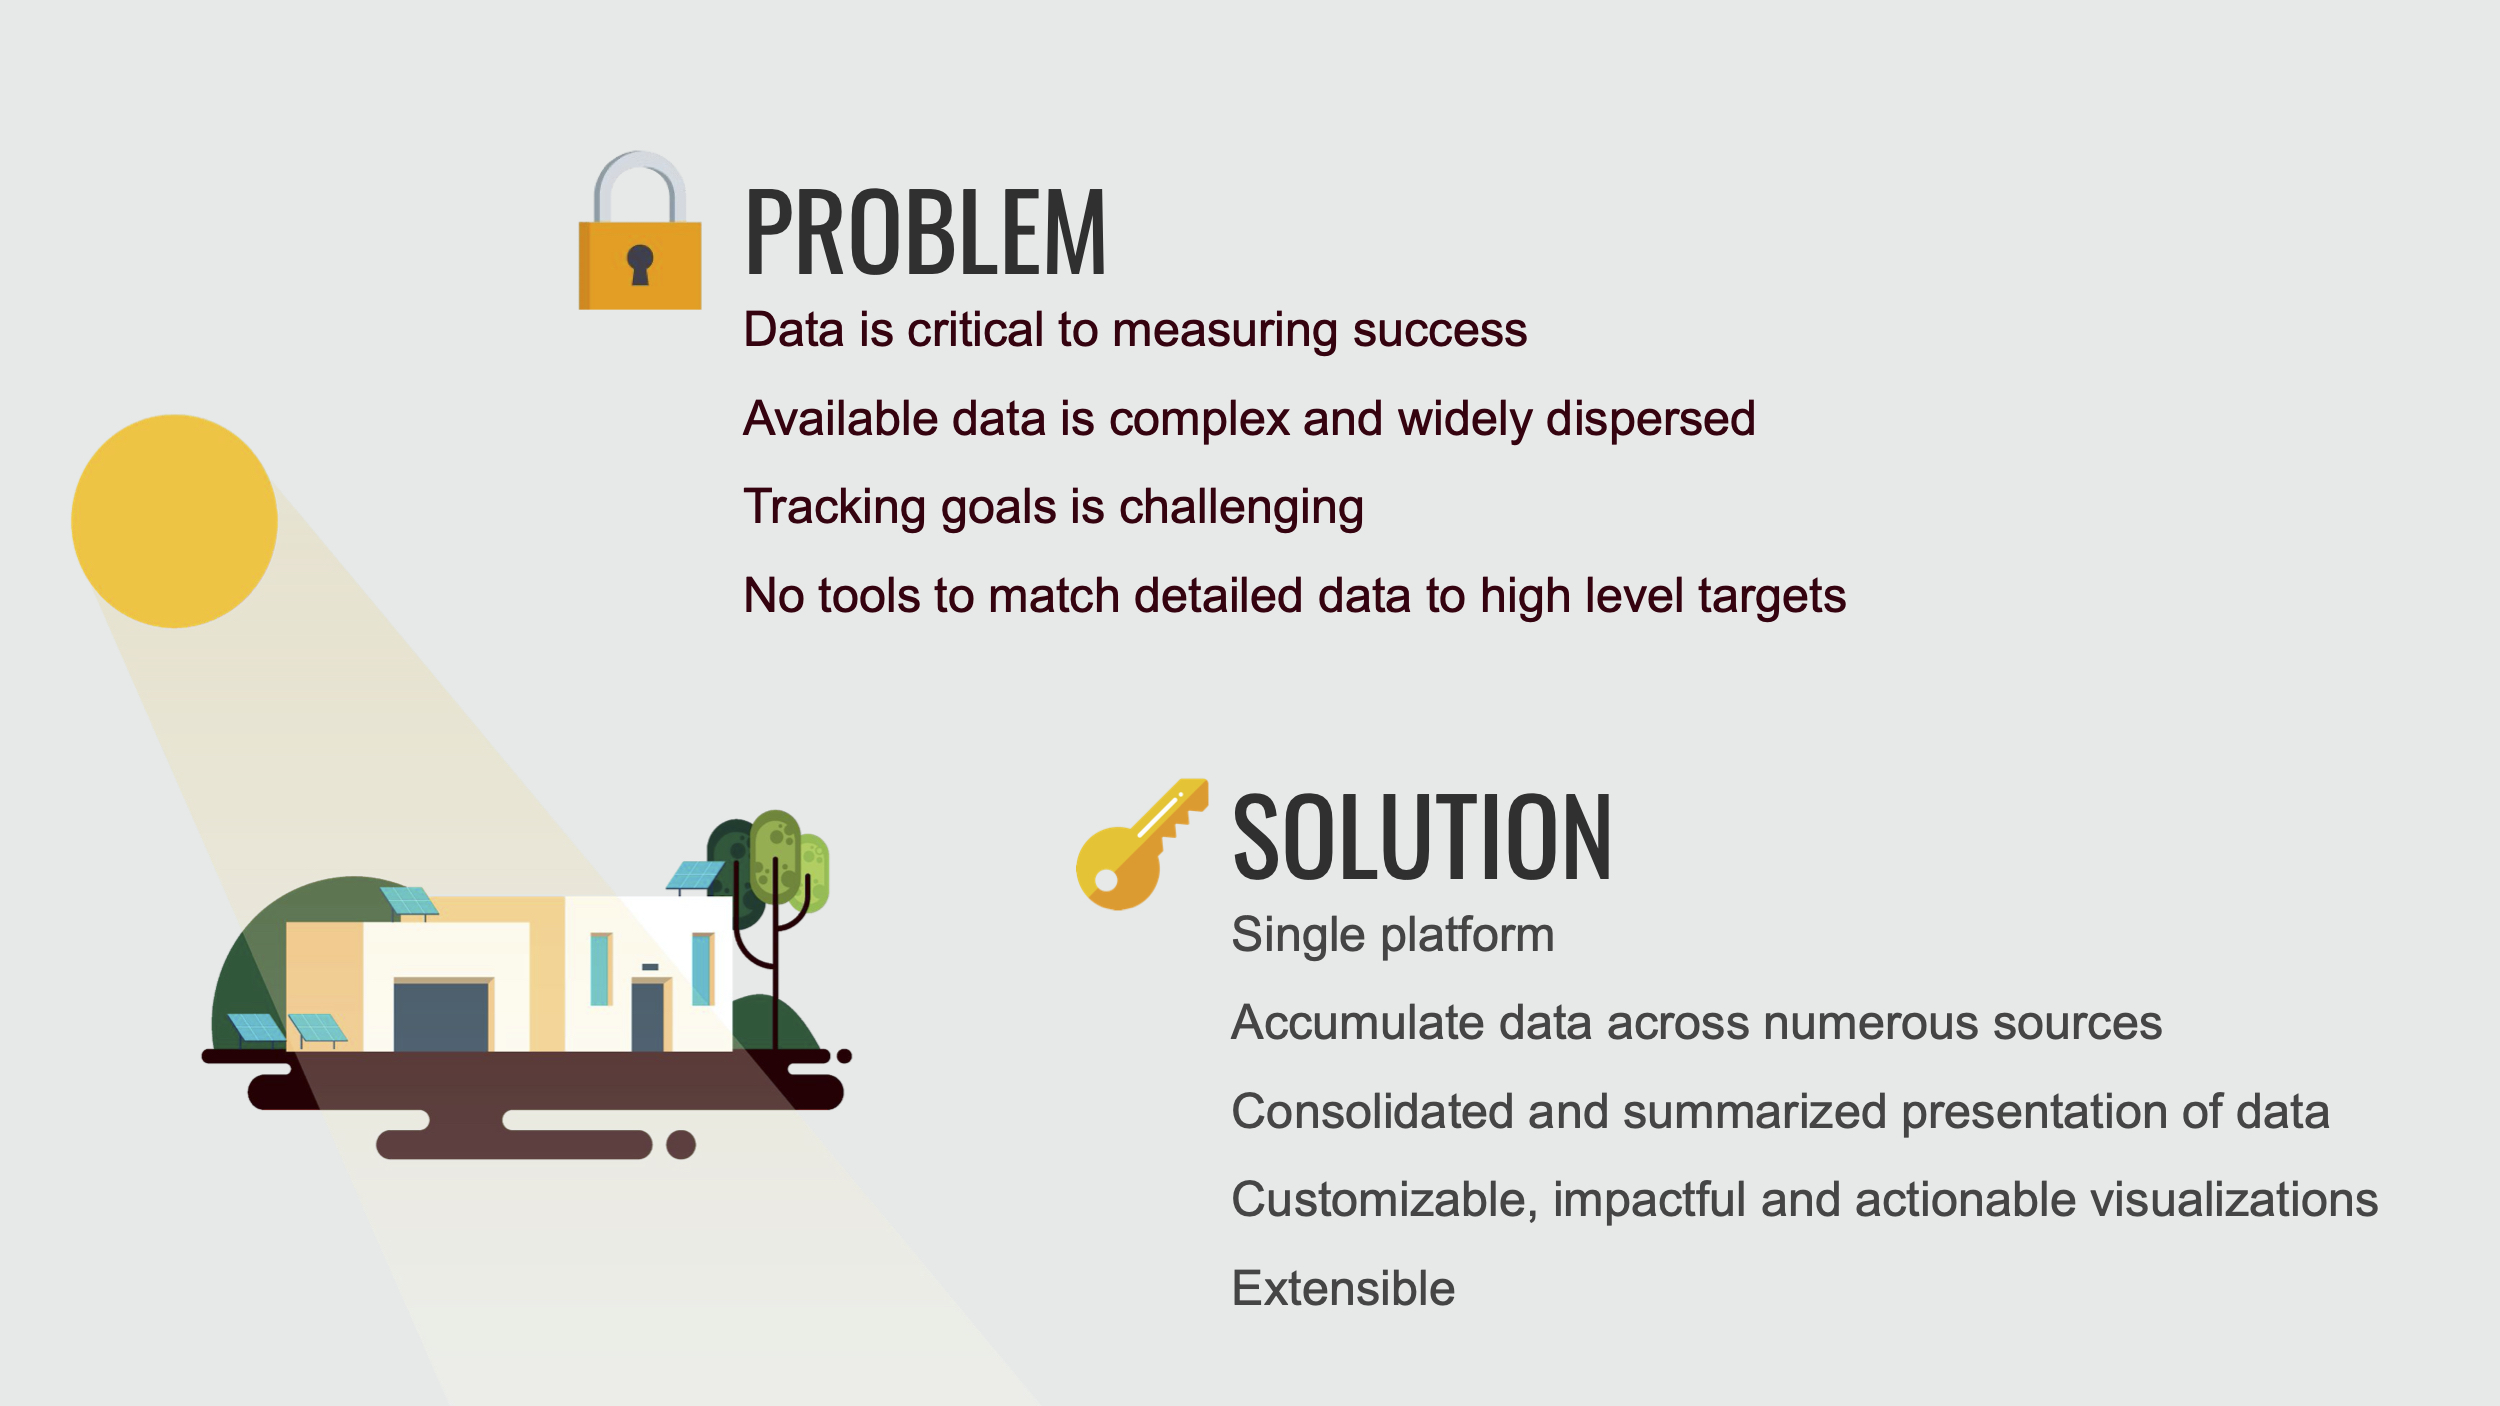 PROBLEM
Data is critical to measuring success
Available data is complex and widely dispersed
Tracking goals is challenging
No tools to match detailed data to high level targets
SOLUTION
Single platform
Accumulate data across numerous sources
Consolidated and summarized presentation of data
Customizable, impactful and actionable visualizations
Extensible